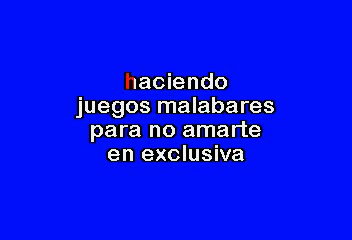 haciendo
juegos malabares
para no amarte
en exclusiva